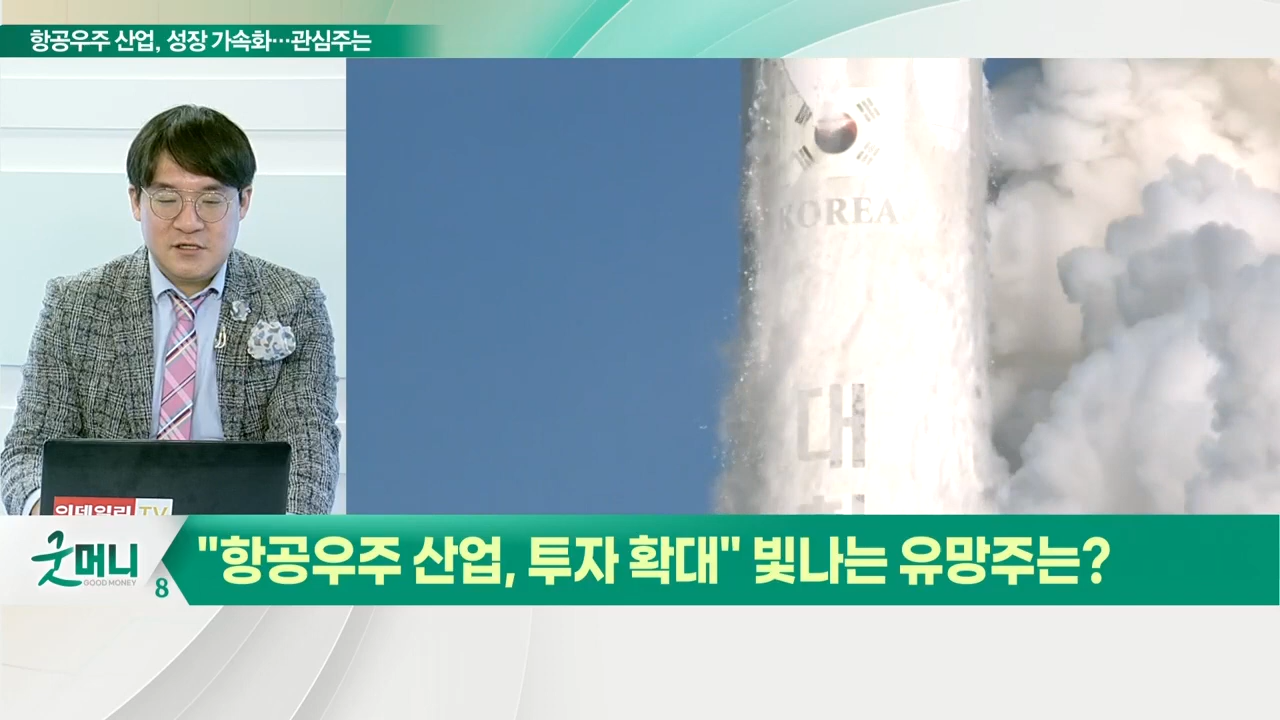 항공우주 산업, 성장 가속화…관심주는
KOREA
대
이데일리 TV
굿머니
GOOD MONEY
8
"항공우주 산업, 투자 확대" 빛나는 유망주는?